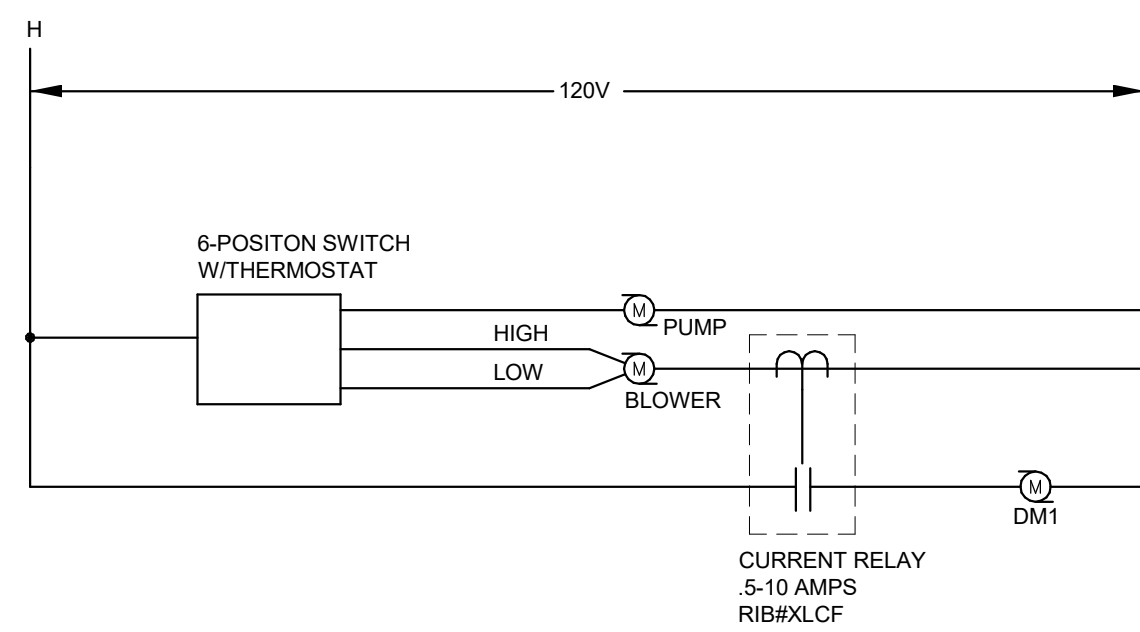 H
120V
6-POSITON SWITCH
W/THERMOSTAT
M
PUMP
HIGH
LOW
M
BLOWER
M
DM1
CURRENT RELAY
.5-10 AMPS
RIB#XLCF